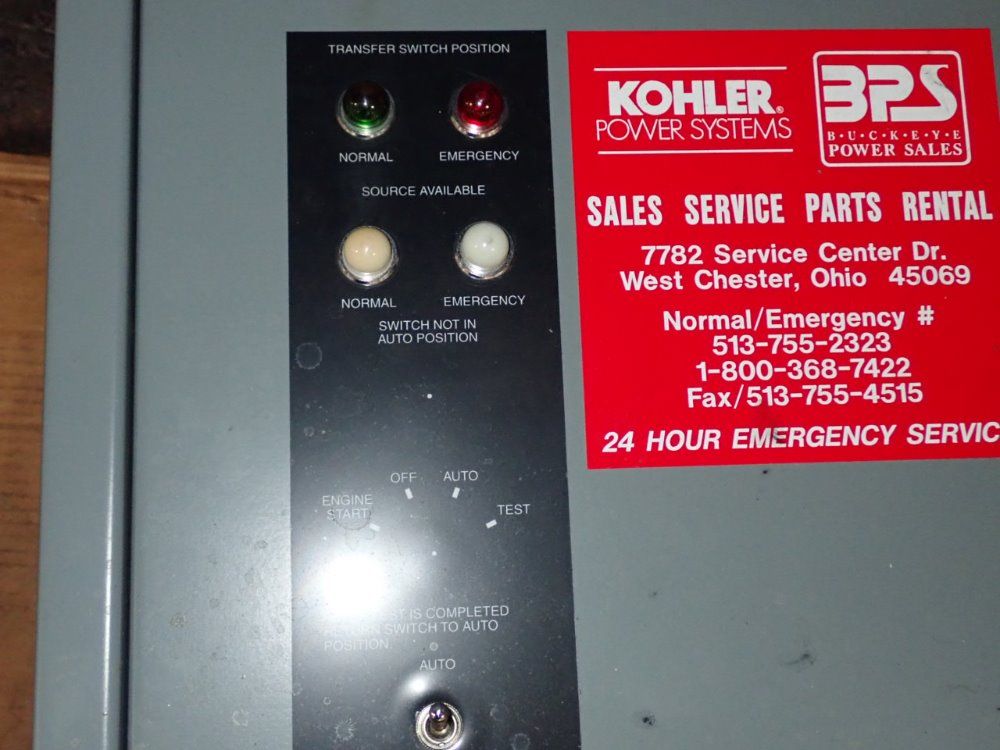 TRANSFER SWITCH POSITION
NORMAL
EMERGENCY
SOURCE AVAILABLE
NORMAL
EMERGENCY
SWITCH NOT IN
AUTO POSITION
OFF
AUTO
ENGINE
START
TEST
IS COMPLETED
SWITCH TO AUTO
POSITION.
AUTO
KOHLER®
POWER SYSTEMS
BPS
B·U·C·K·E·Y·E
POWER SALES
SALES SERVICE PARTS RENTAL
7782 Service Center Dr.
West Chester, Ohio 45069
Normal/Emergency #
513-755-2323
1-800-368-7422
Fax/513-755-4515
24 HOUR EMERGENCY SERVIC